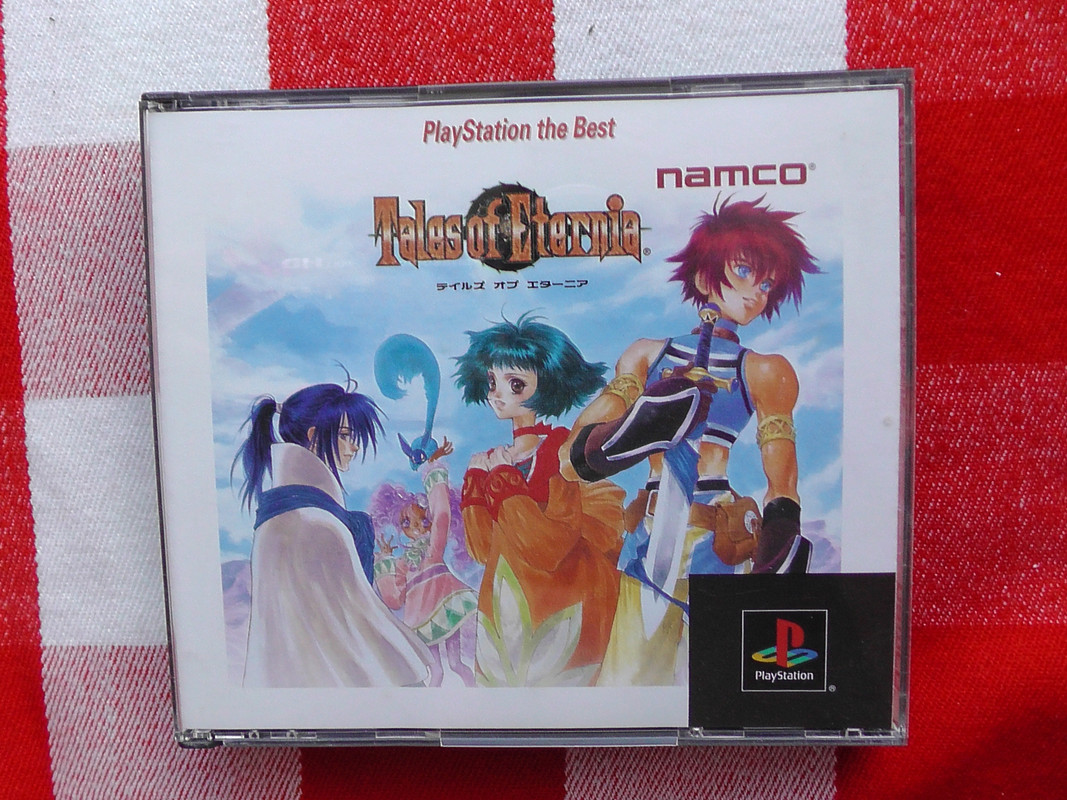 PlayStation the Best
namco®
Tales of Eternia®
テイルズ オブ エターニア
PlayStation
®